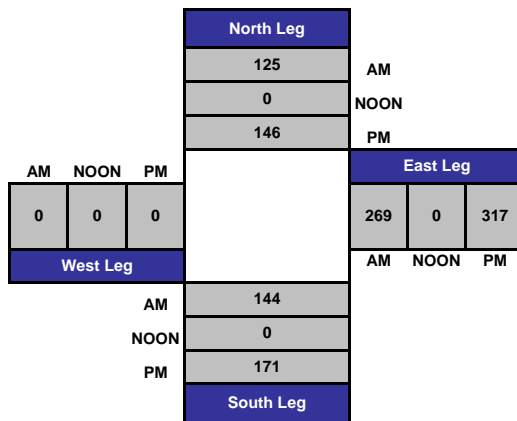 North Leg
125 AM
0 NOON
146 PM
AM NOON PM
East Leg
0 0 0
269 0 317
West Leg
AM NOON PM
AM 144
NOON 0
PM 171
South Leg